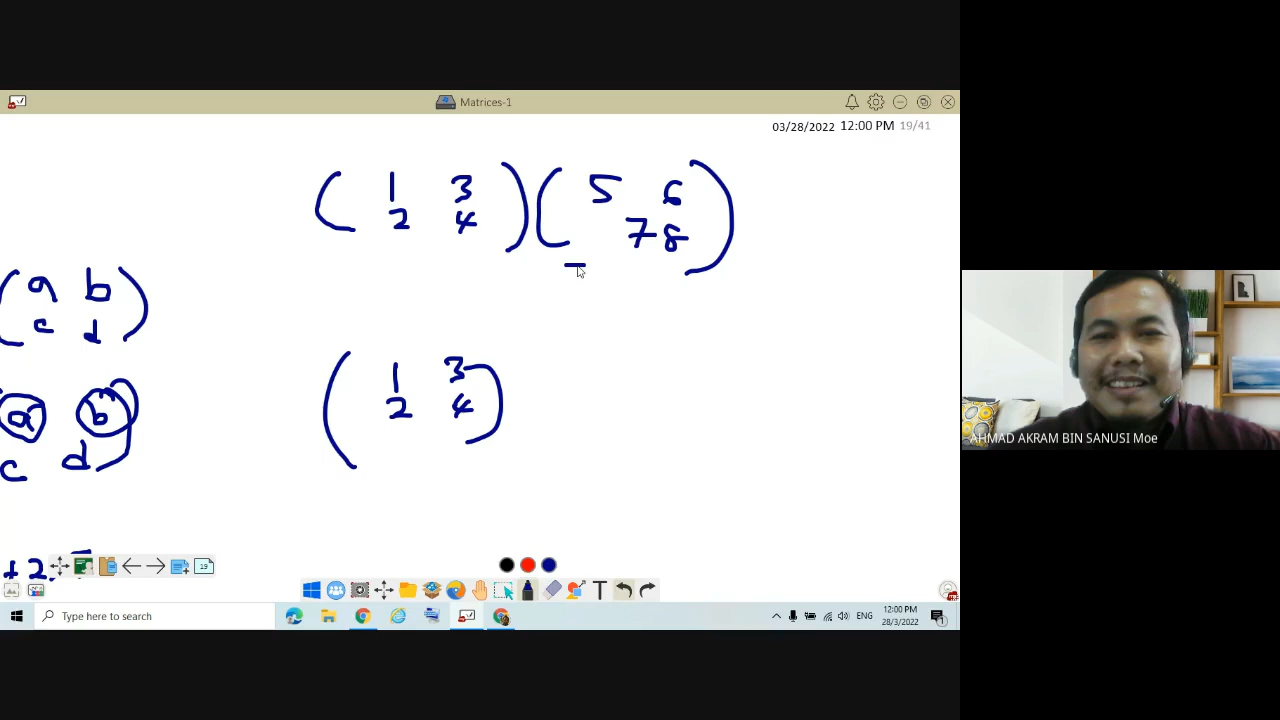 Matrices-1
03/28/2022 12:00 PM 19/41
( 1 3 ) ( 5 6 )
2 4 7 8
( a b )
c d
a b
c d
( 1 3 )
2 4
+ 2.
19
T
AHMAD AKRAM BIN SANUSI Moe
Type here to search
ENG
12:00 PM
28/3/2022